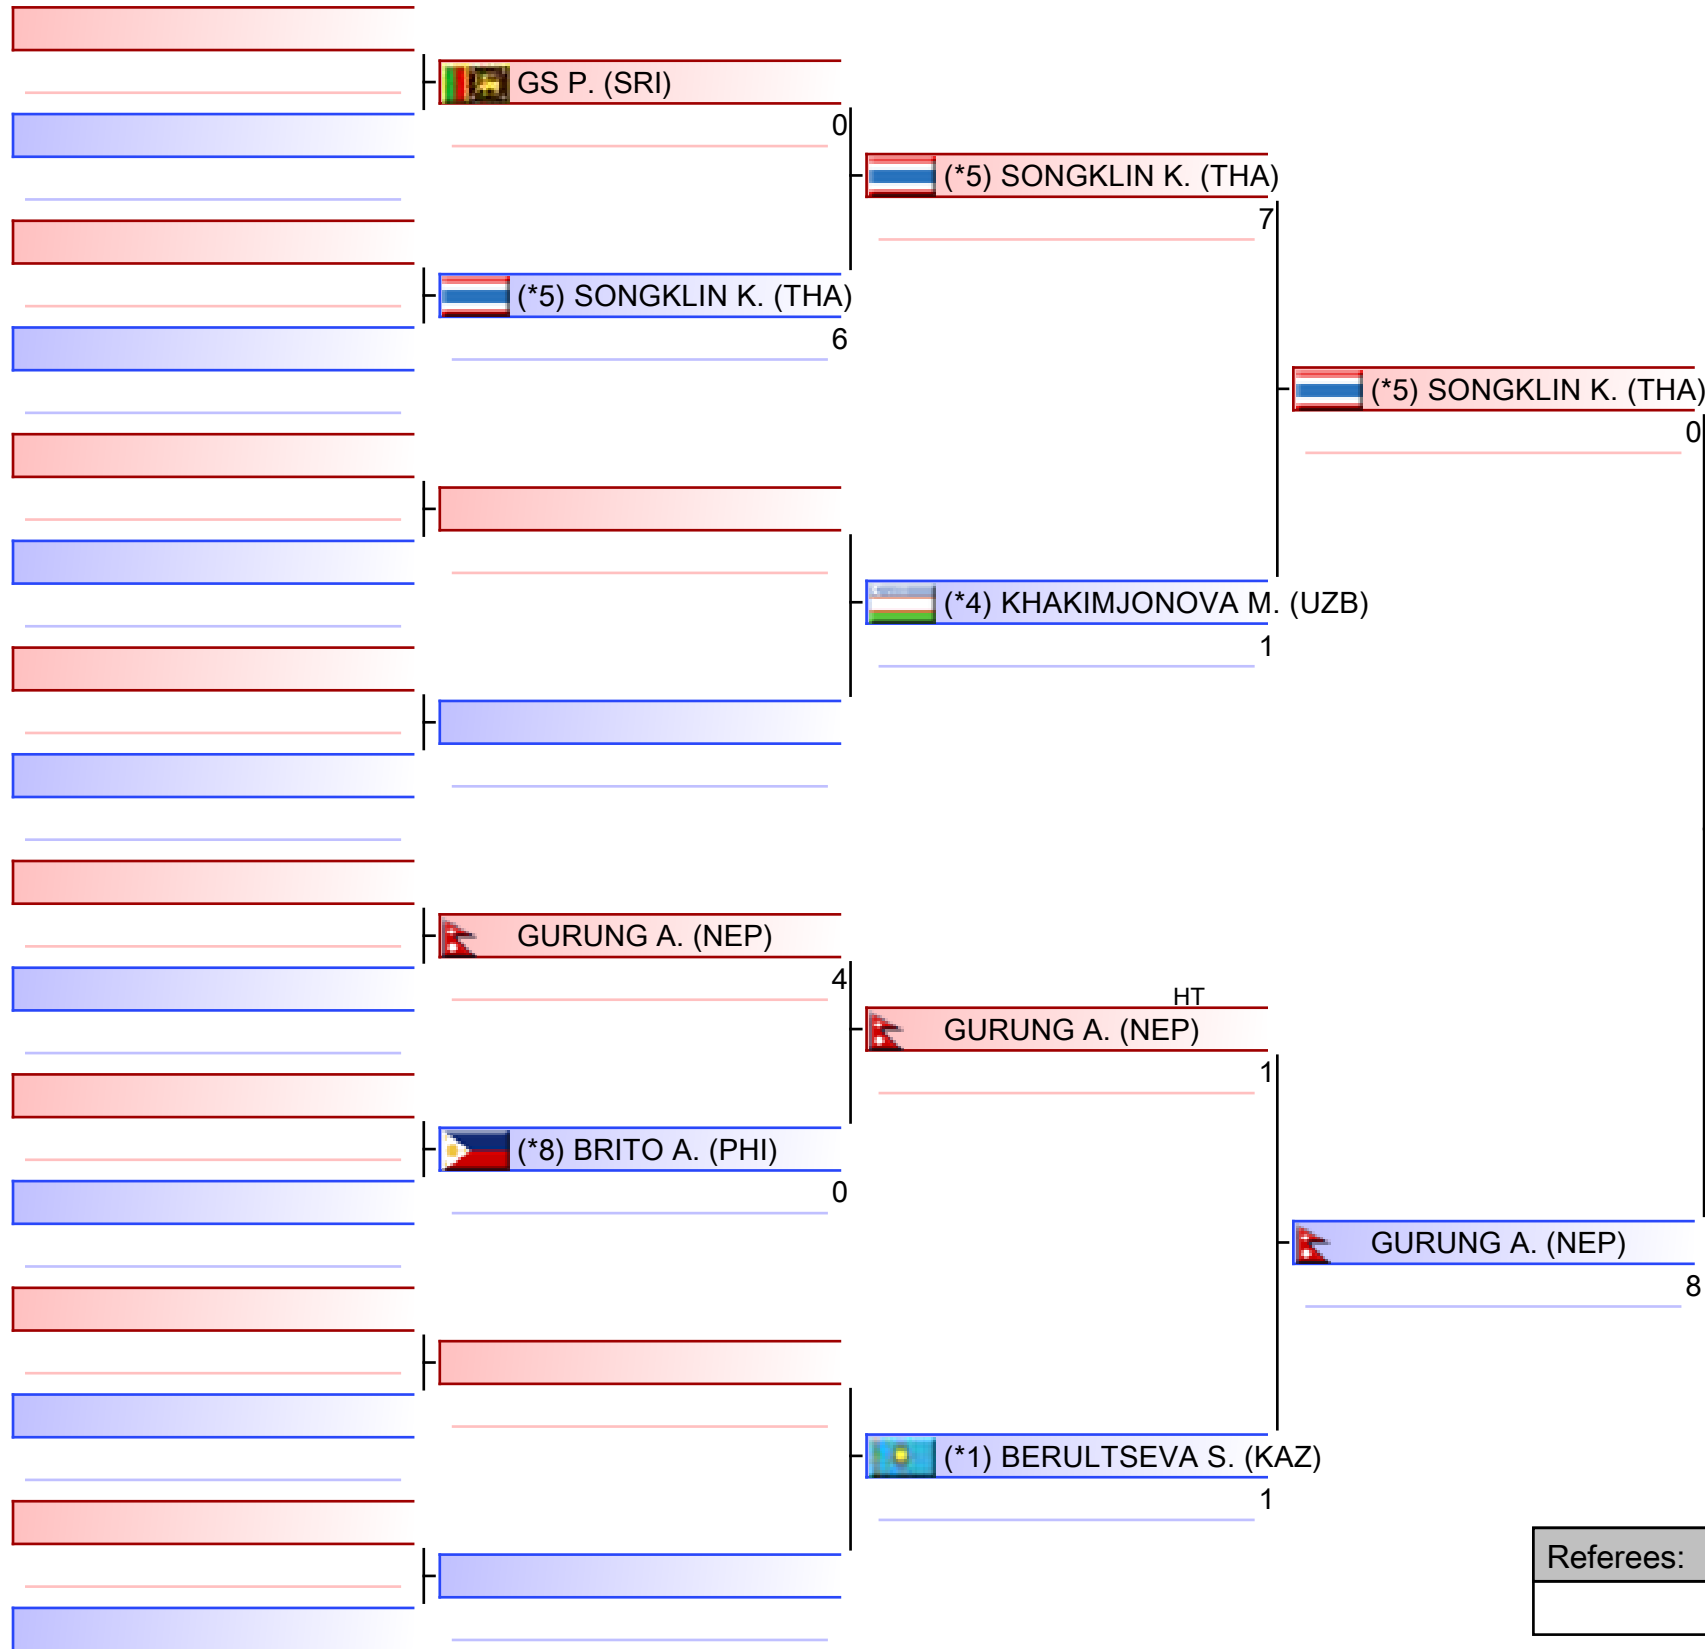 GS P. (SRI)
0
(*5) SONGKLIN K. (THA)
7
(*5) SONGKLIN K. (THA)
6
(*5) SONGKLIN K. (THA)
0
(*4) KHAKIMJONOVA M. (UZB)
1
GURUNG A. (NEP)
4
HT
GURUNG A. (NEP)
1
(*8) BRITO A. (PHI)
0
GURUNG A. (NEP)
8
(*1) BERULTSEVA S. (KAZ)
1
Referees: